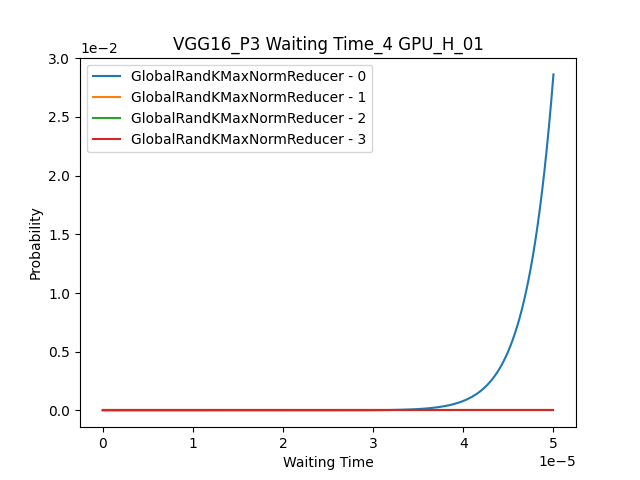 VGG16_P3 Waiting Time_4 GPU_H_01
1e−2
3.0
2.5
2.0
1.5
1.0
0.5
0.0
Probability
GlobalRandKMaxNormReducer - 0
GlobalRandKMaxNormReducer - 1
GlobalRandKMaxNormReducer - 2
GlobalRandKMaxNormReducer - 3
0 1 2 3 4 5
1e−5
Waiting Time